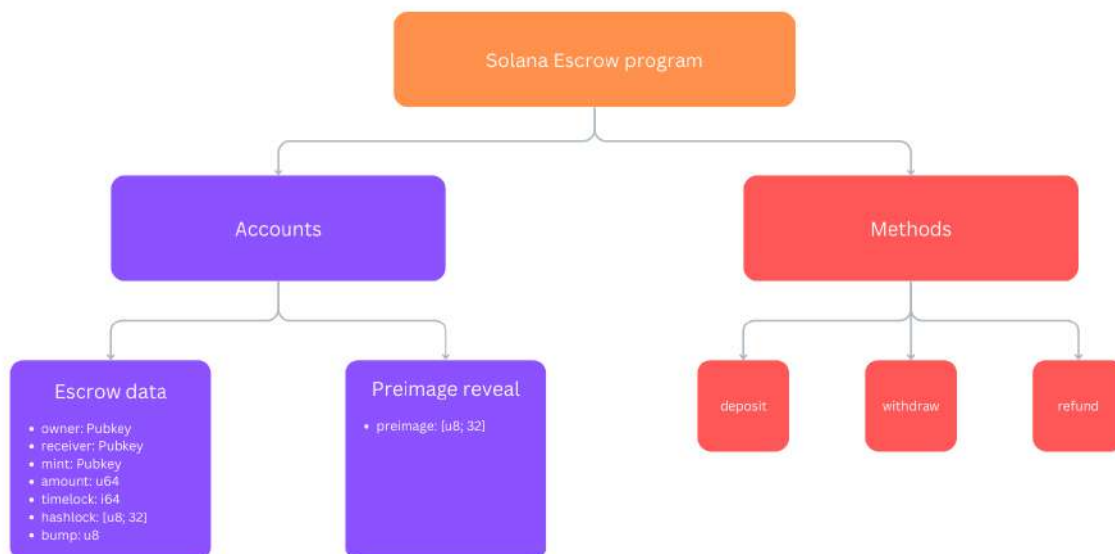 Solana Escrow program
Accounts
Methods
Escrow data
• owner: Pubkey
• receiver: Pubkey
• mint: Pubkey
• amount: u64
• timelock: i64
• hashlock: [u8; 32]
• bump: u8
Preimage reveal
• preimage: [u8; 32]
deposit
withdraw
refund